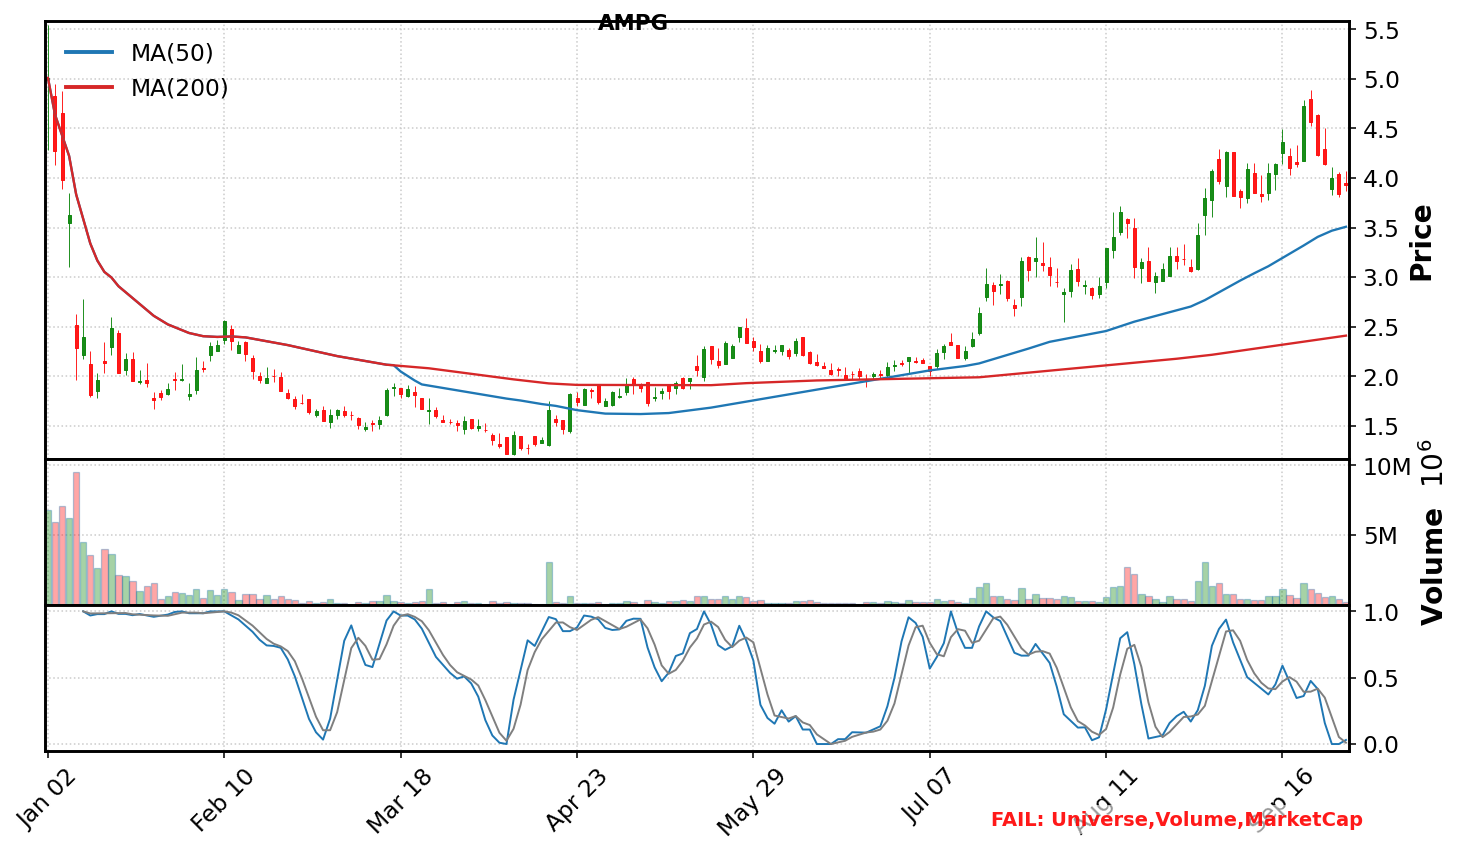 AMPG
MA(50)
MA(200)
5.5
5.0
4.5
4.0
3.5
3.0
2.5
2.0
1.5
Price
10M
5M
Volume 10^6
1.0
0.5
0.0
Jan 02
Feb 10
Mar 18
Apr 23
May 29
Jul 07
Aug 11
Sep 16
FAIL: Universe,Volume,MarketCap